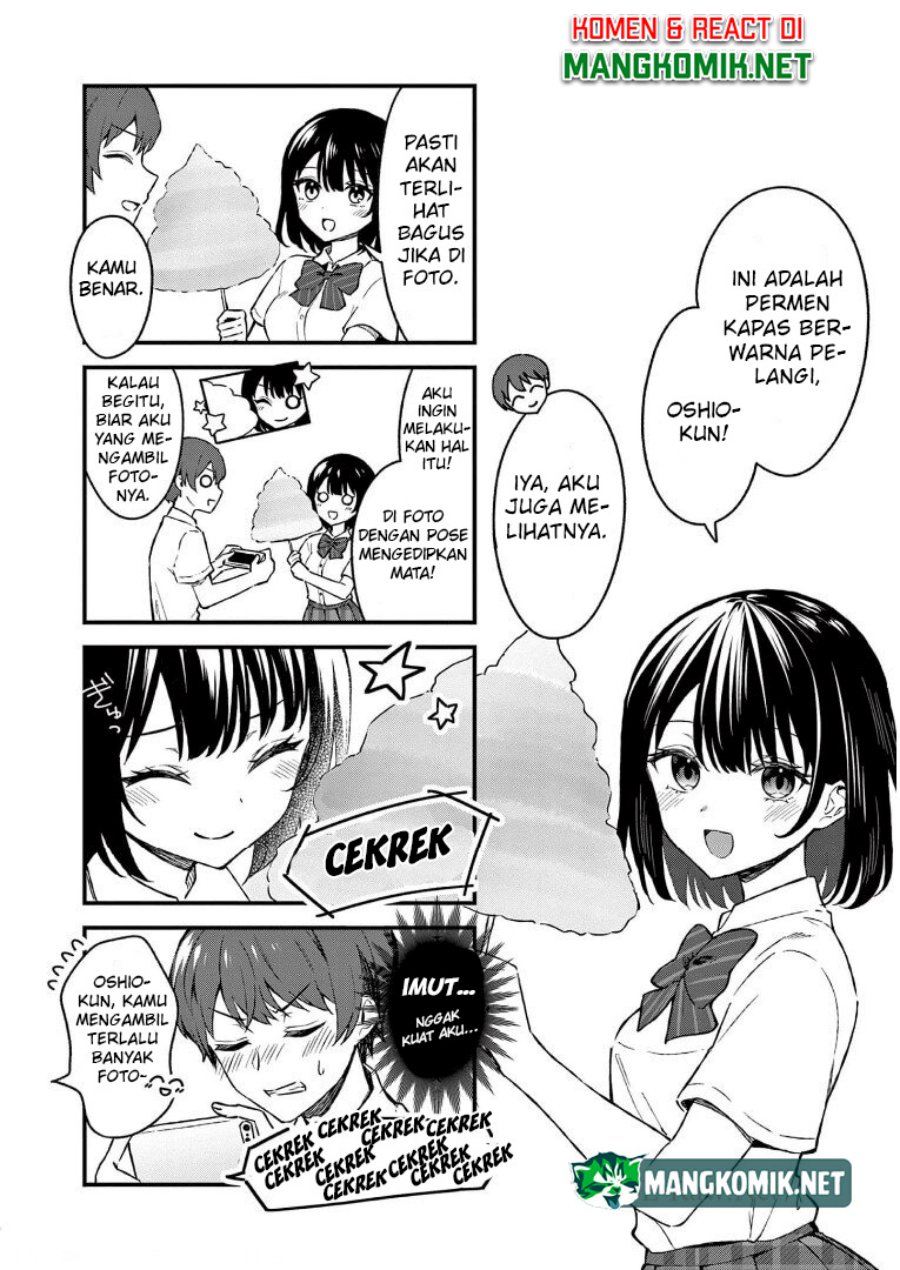 KOMEN & REACT DI
MANGKOMIK.NET
INI ADALAH
PERMEN
KAPAS BER-
WARNA PE-
LANGI,
OSHIO-
KUN!
IYA, AKU
JUGA ME-
LIHATNYA.
PASTI
AKAN
TERLI-
HAT
BAGUS
JIKA DI
FOTO.
KAMU
BENAR.
AKU
INGIN
MELAKU-
KAN HAL
ITU!
DI FOTO
DENGAN POSE
MENGEDIPKAN
MATA!
KALAU
BEGITU,
BIAR AKU
YANG ME-
NGAMBIL
FOTO-
NYA.
ぎゅっ
CEKREK
IMUT...
NGGAK
KUAT AKU...
OSHIO-
KUN, KAMU
MENGAMBIL
TERLALU
BANYAK
FOTO-
CEKREK CEKREK CEKREK CEKREK
CEKREK CEKREK CEKREK CEKREK
CEKREK CEKREK CEKREK
MANGKOMIK.NET